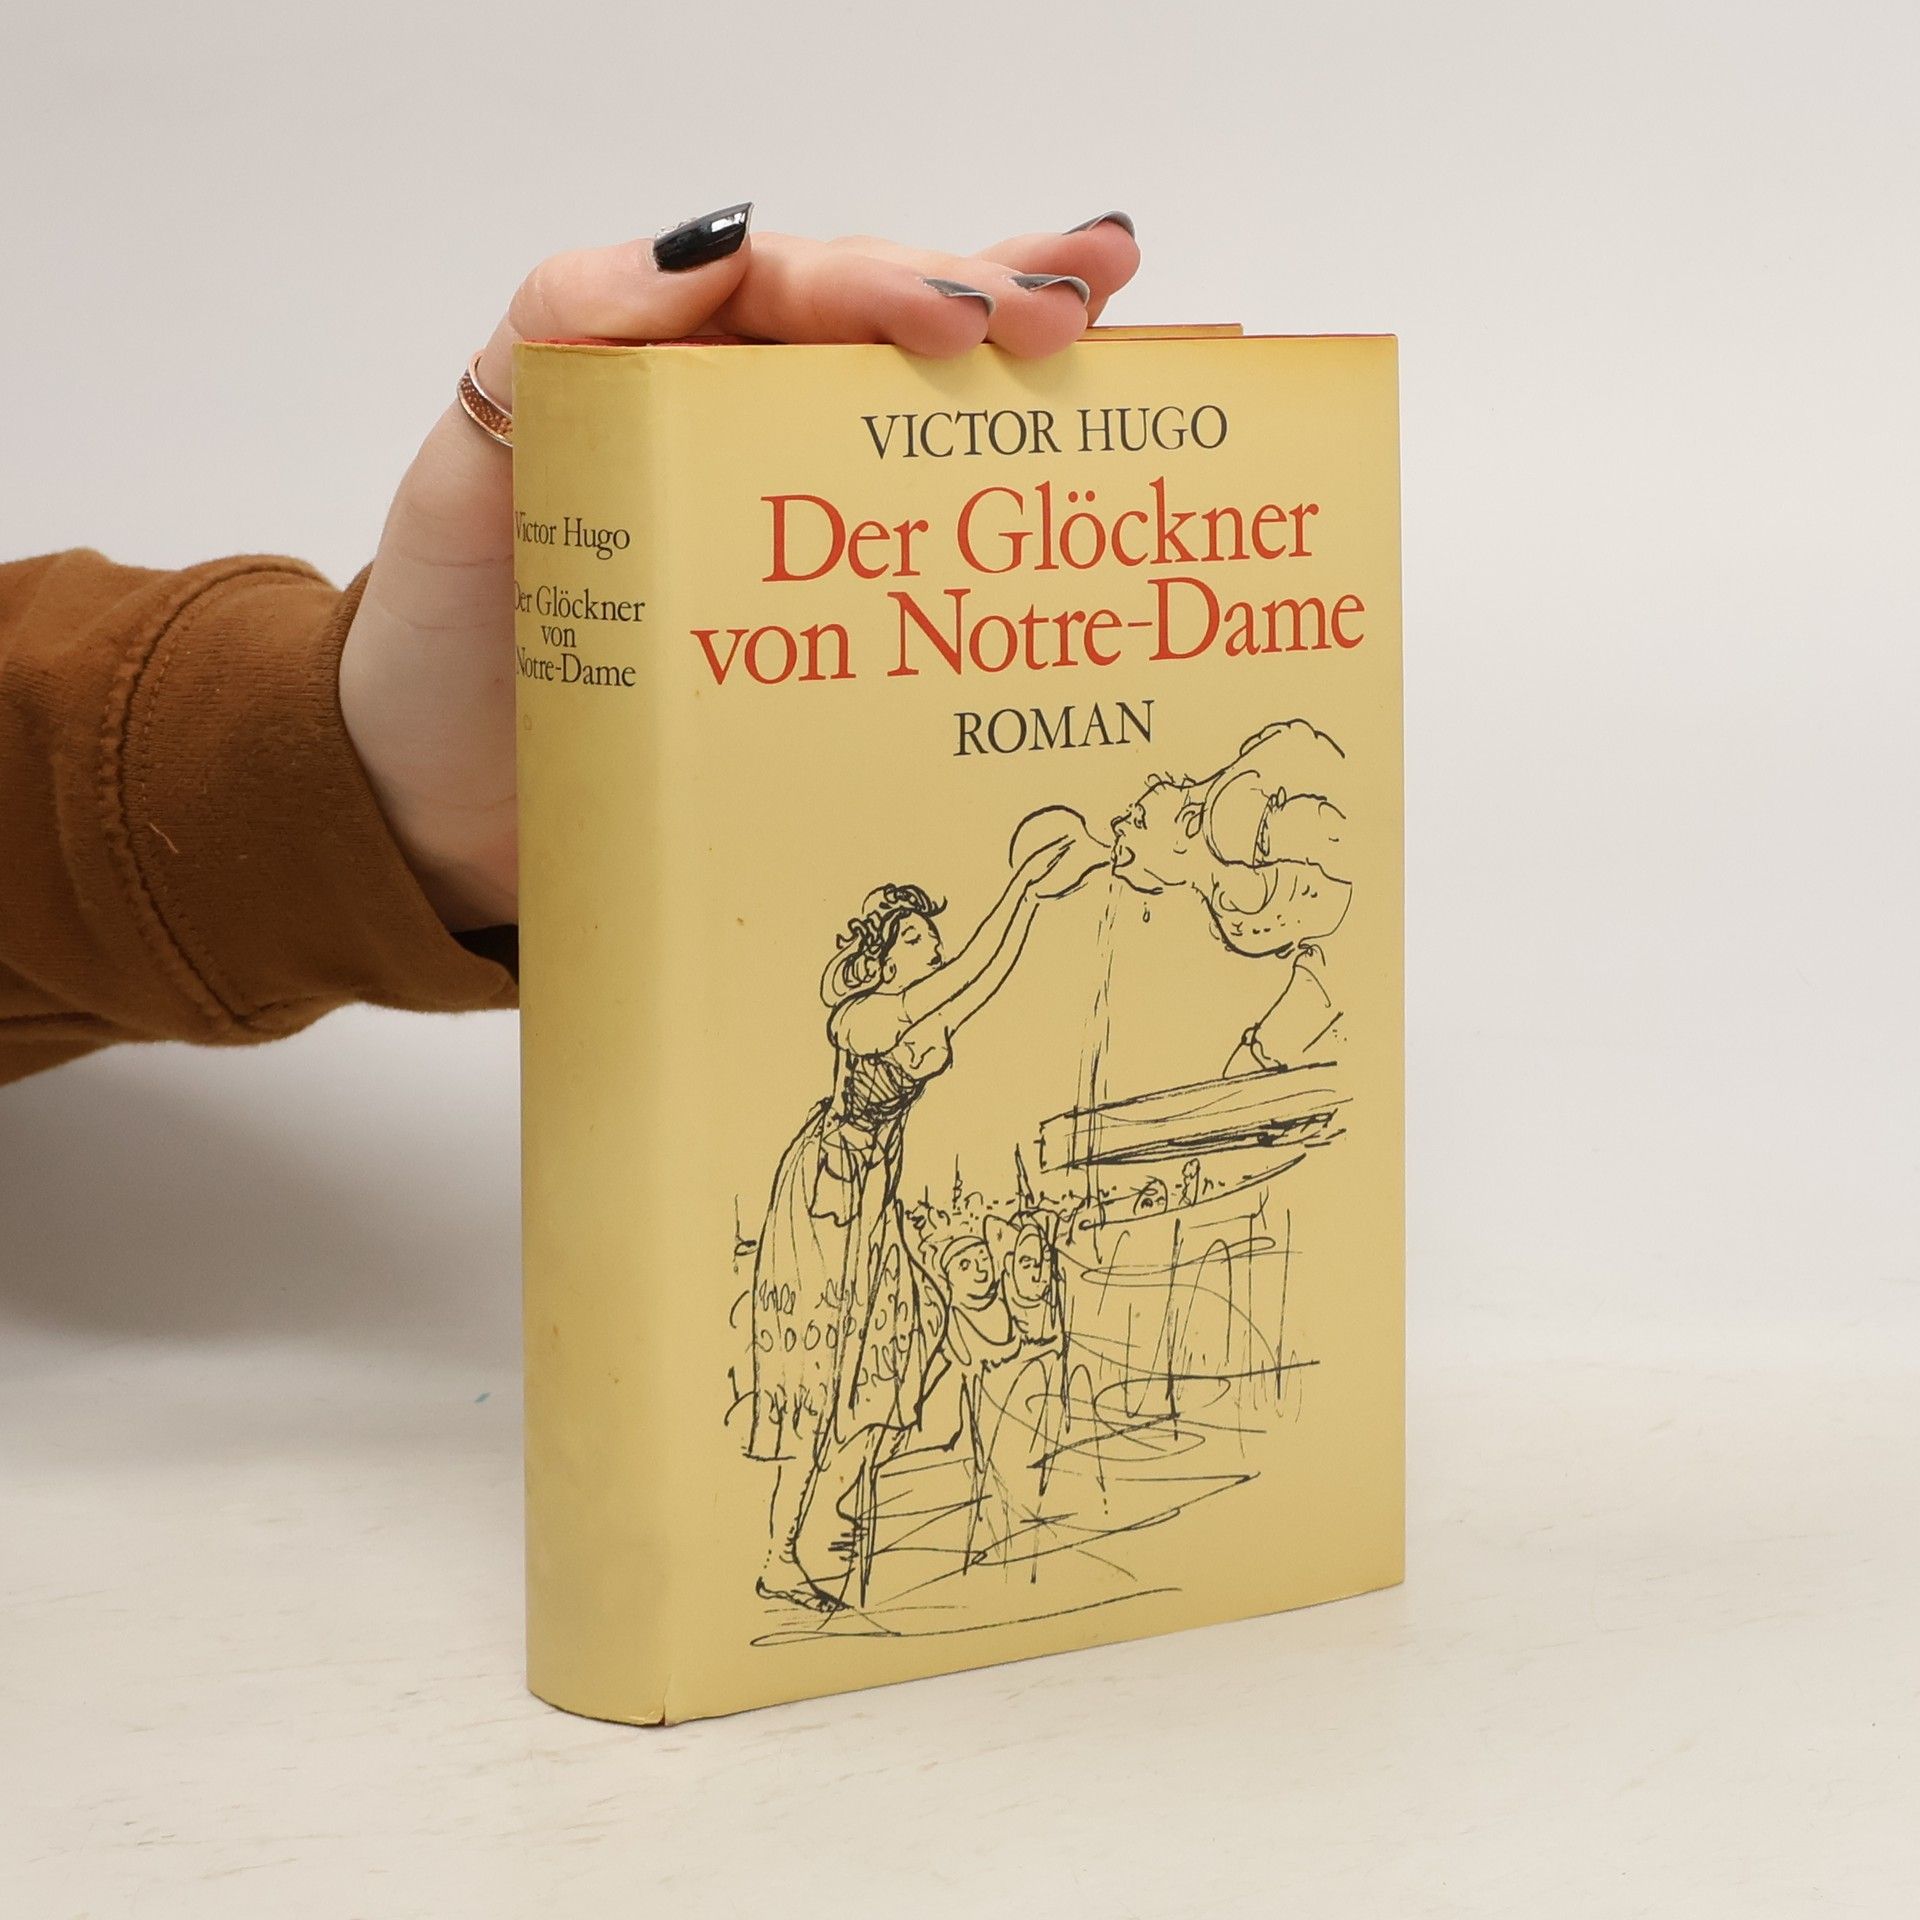 VICTOR HUGO
Der Glöckner
von Notre-Dame
ROMAN
Victor Hugo
Der Glöckner
von
Notre-Dame